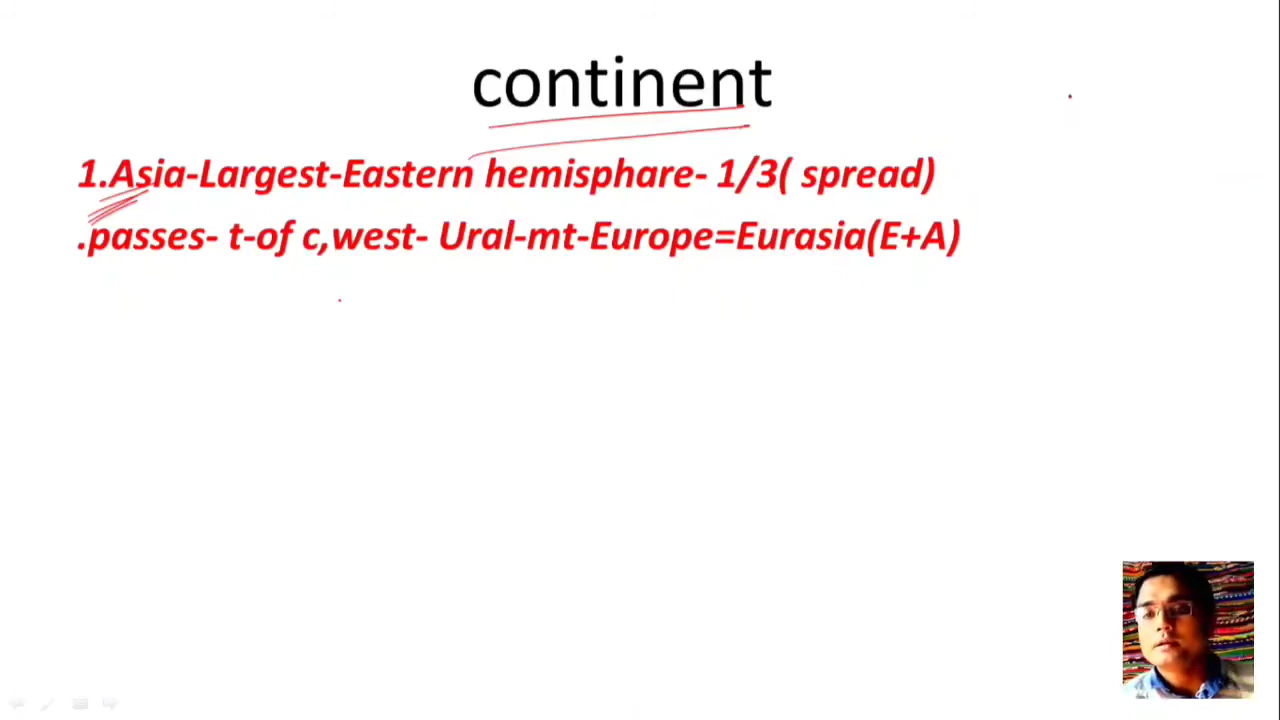 continent
1.Asia-Largest-Eastern hemisphare- 1/3( spread)
.passes- t-of c,west- Ural-mt-Europe=Eurasia(E+A)